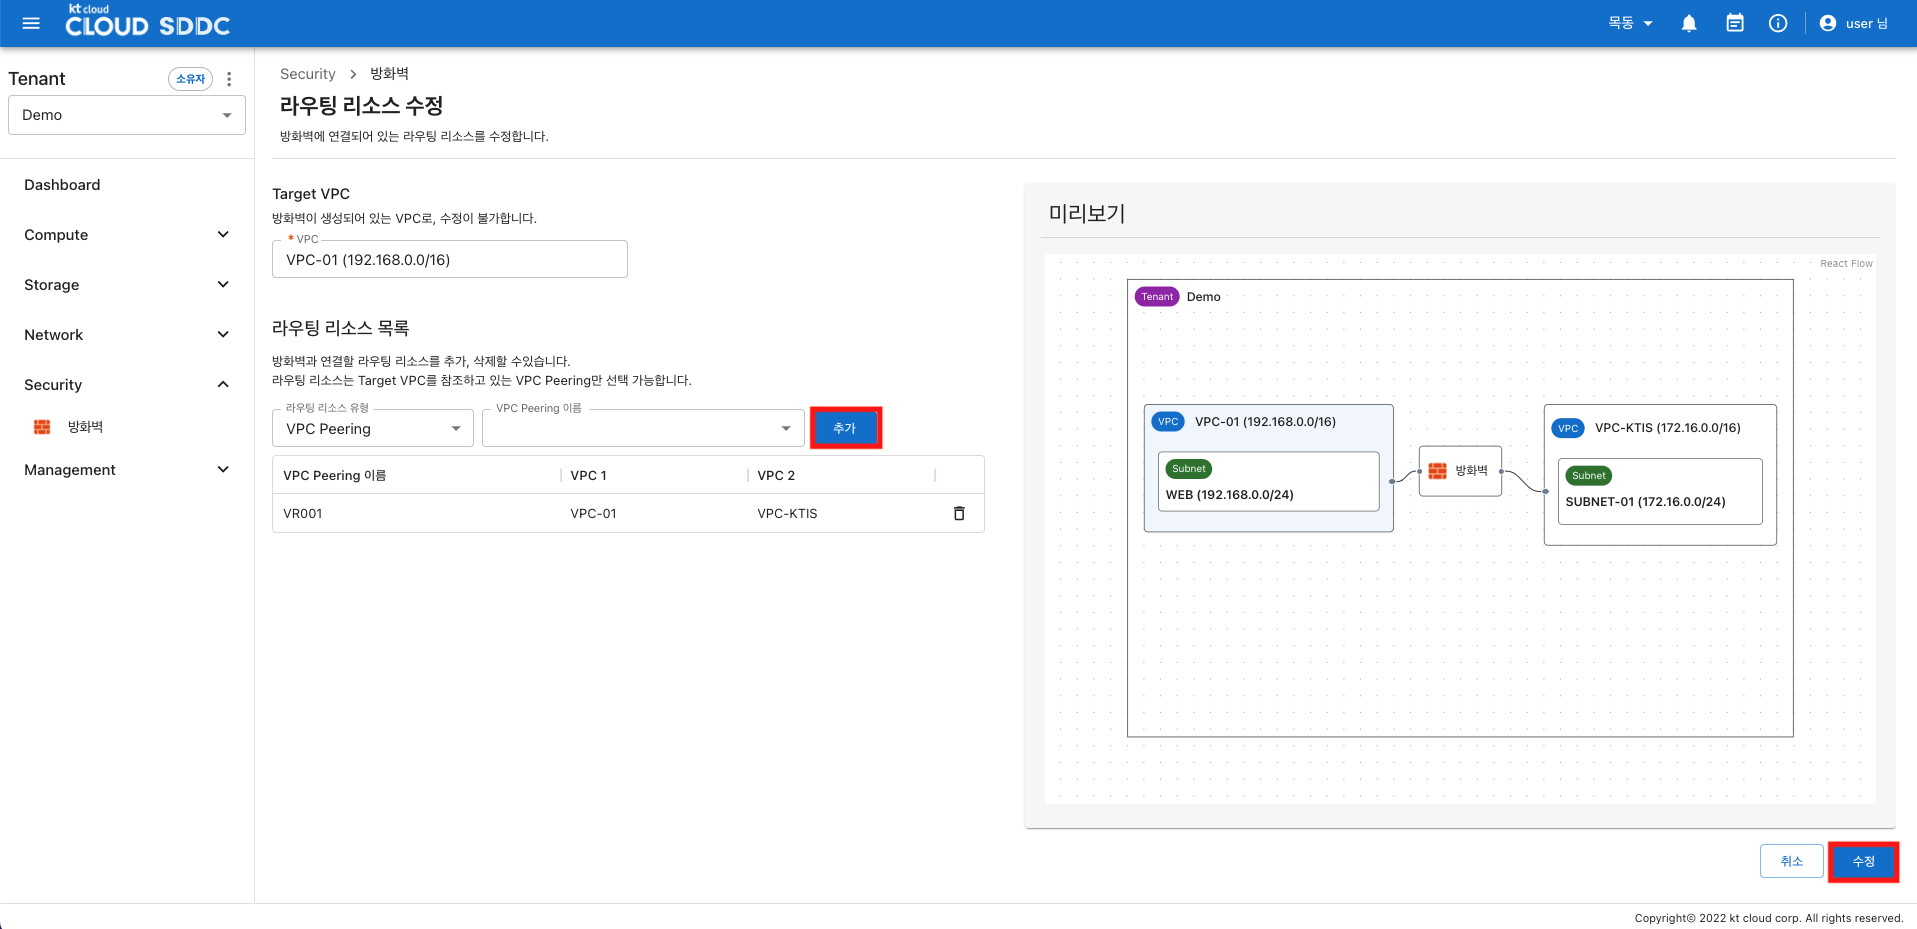 kt cloud
CLOUD SDDC
목동
user 님
Tenant
소유자
Demo
Dashboard
Compute
Storage
Network
Security
방화벽
Management
Security > 방화벽
라우팅 리소스 수정
방화벽에 연결되어 있는 라우팅 리소스를 수정합니다.
Target VPC
방화벽이 생성되어 있는 VPC로, 수정이 불가합니다.
* VPC
VPC-01 (192.168.0.0/16)
라우팅 리소스 목록
방화벽과 연결할 라우팅 리소스를 추가, 삭제할 수있습니다.
라우팅 리소스는 Target VPC를 참조하고 있는 VPC Peering만 선택 가능합니다.
라우팅 리소스 유형
VPC Peering
VPC Peering 이름
추가
VPC Peering 이름 VPC 1 VPC 2
VR001 VPC-01 VPC-KTIS
미리보기
React Flow
Tenant Demo
VPC VPC-01 (192.168.0.0/16)
Subnet
WEB (192.168.0.0/24)
방화벽
VPC VPC-KTIS (172.16.0.0/16)
Subnet
SUBNET-01 (172.16.0.0/24)
취소
수정
Copyright© 2022 kt cloud corp. All rights reserved.